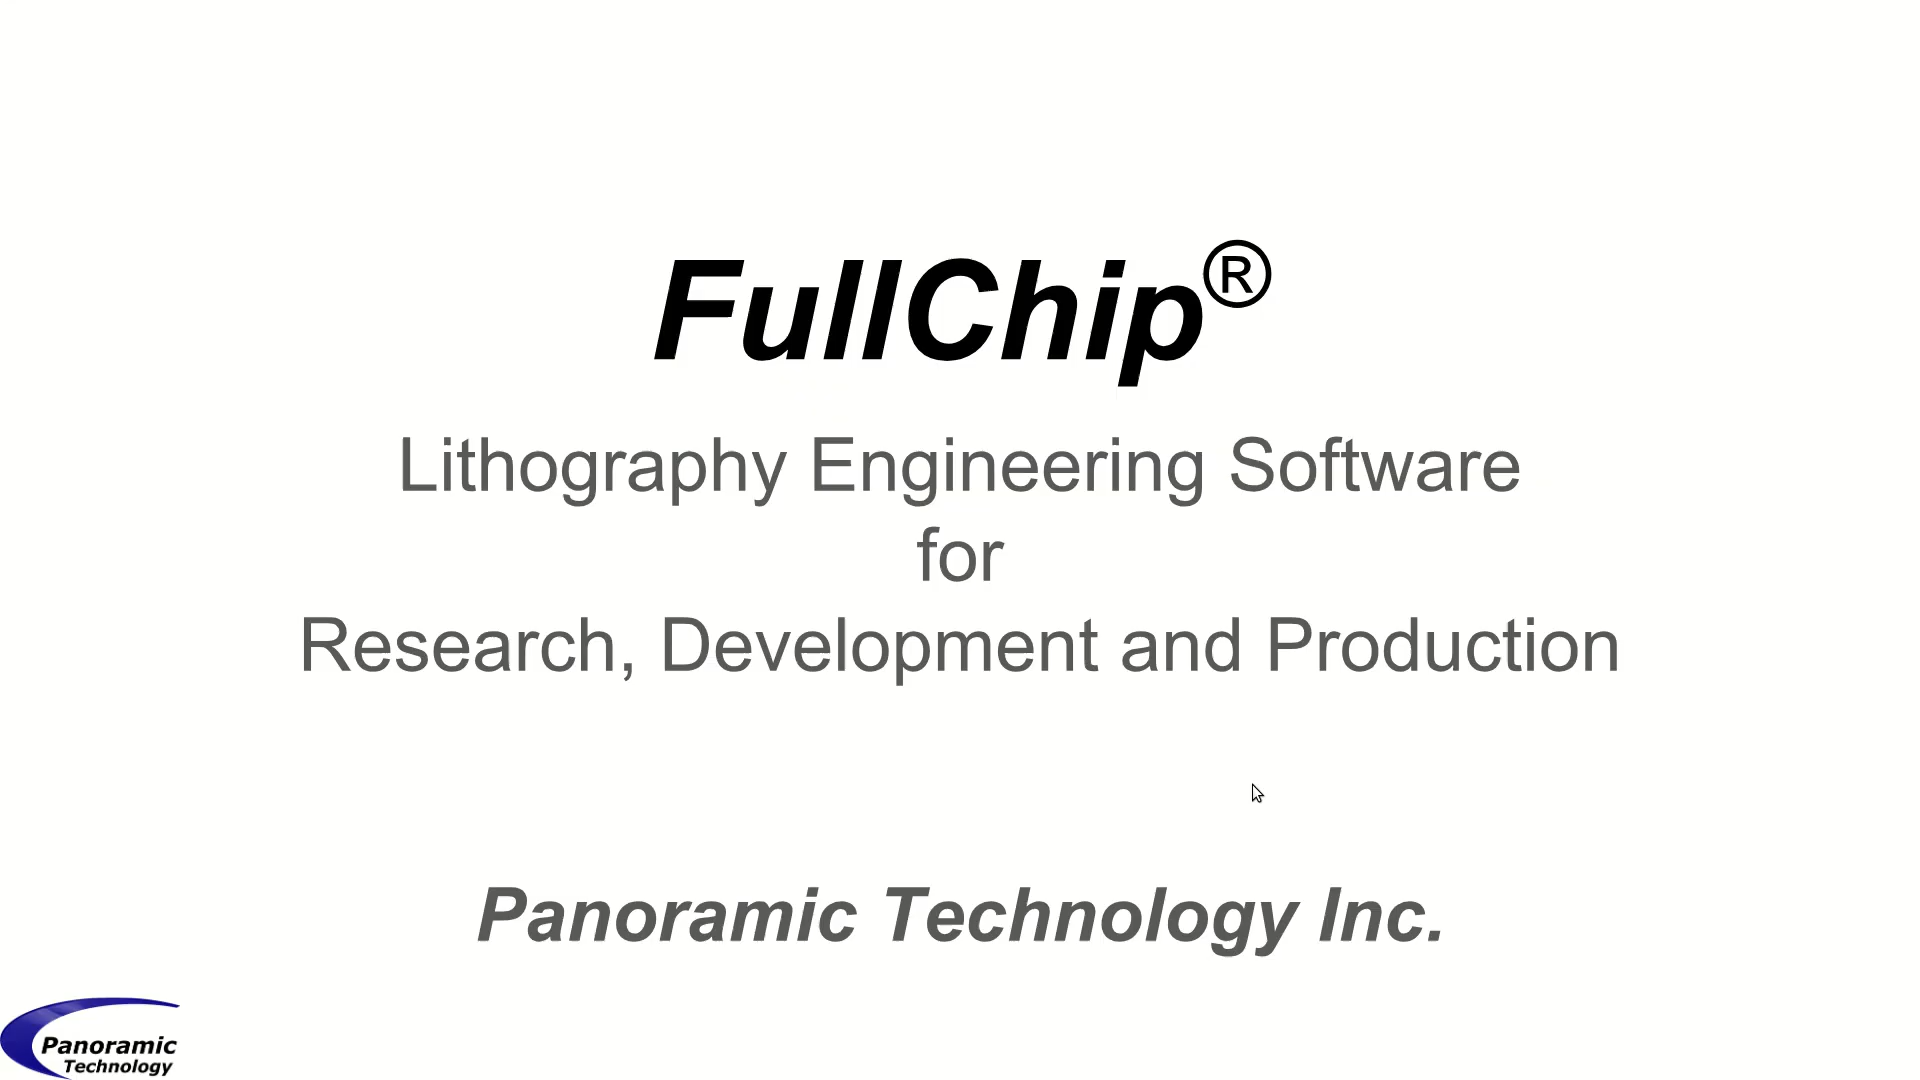 FullChip®
Lithography Engineering Software
for
Research, Development and Production
Panoramic Technology Inc.
Panoramic
Technology